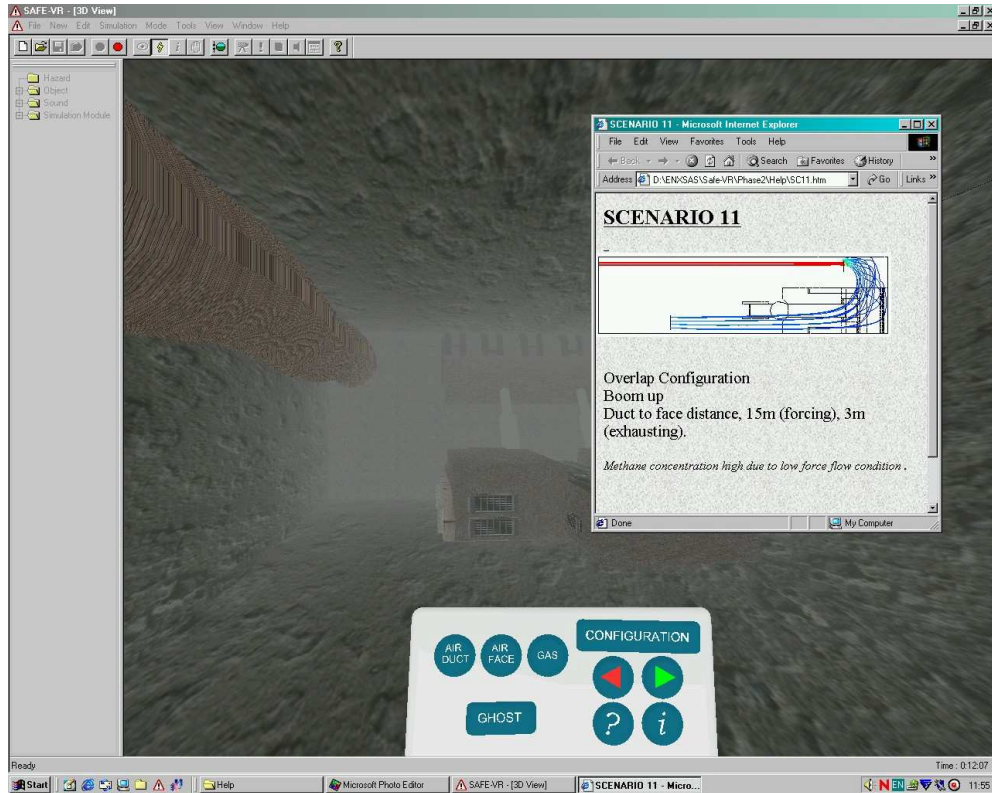 SAFE-VR - [3D View]
File New Edit Simulation Mode Tools View Window Help
Hazard
Object
Sound
Simulation Module
SCENARIO 11 - Microsoft Internet Explorer
File Edit View Favorites Tools Help
Back Search Favorites History »
Address D:\ENXSAS\Safe-VR\Phase2\Help\SC11.htm Go Links »
SCENARIO 11
Overlap Configuration
Boom up
Duct to face distance, 15m (forcing), 3m
(exhausting).
Methane concentration high due to low force flow condition .
Done My Computer
CONFIGURATION
AIR DUCT
AIR FACE
GAS
GHOST
?
i
Ready Time : 0:12:07
Start Help Microsoft Photo Editor SAFE-VR - [3D View] SCENARIO 11 - Micro... 11:55